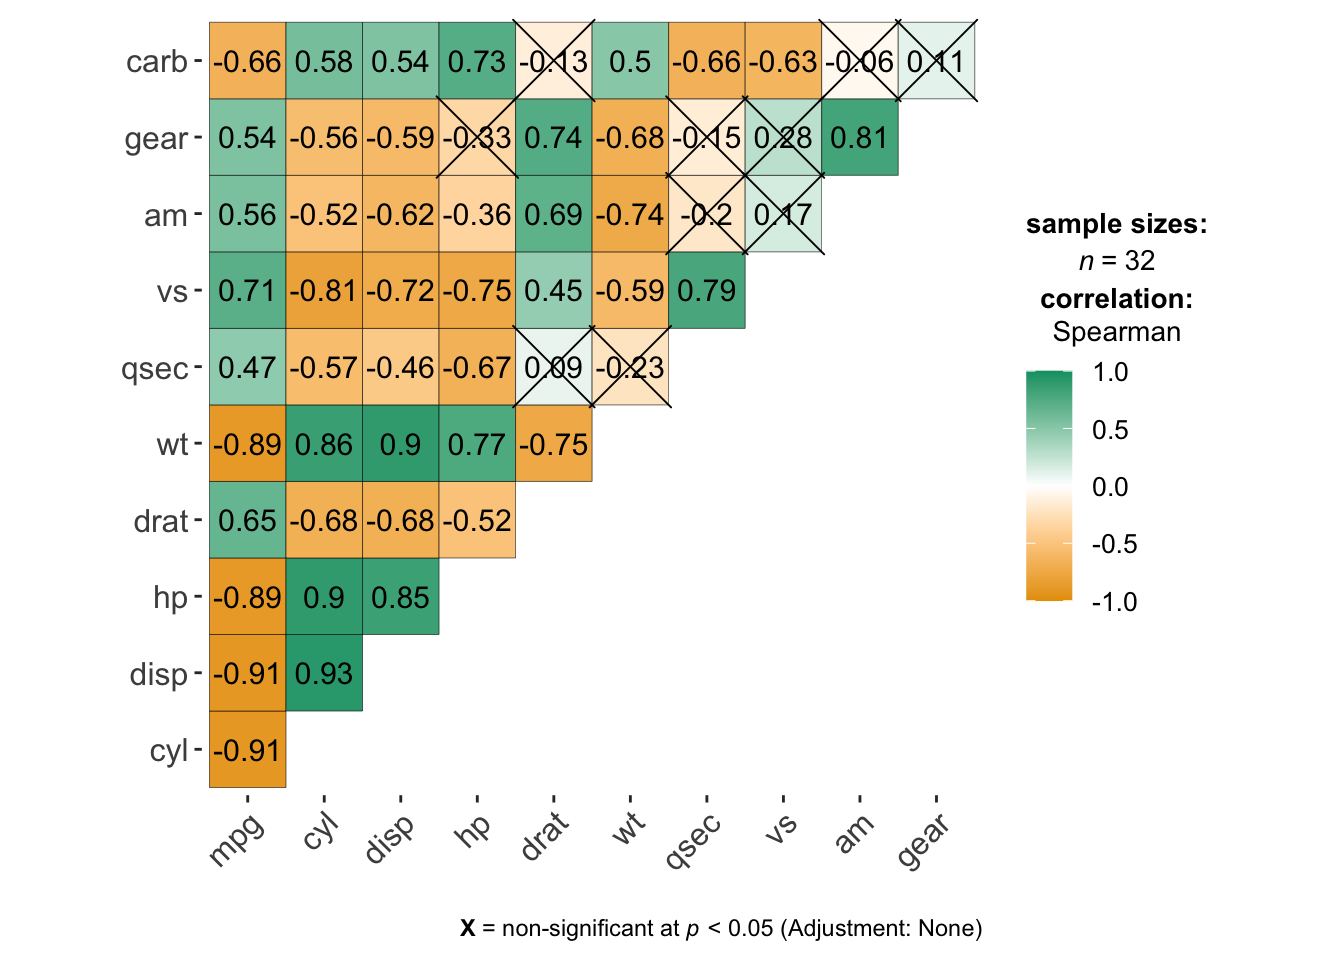 carb -0.66 0.58 0.54 0.73 -0.13 0.5 -0.66 -0.63 -0.06 0.11
gear 0.54 -0.56 -0.59 -0.33 0.74 -0.68 -0.15 0.28 0.81
am 0.56 -0.52 -0.62 -0.36 0.69 -0.74 -0.2 0.17
vs 0.71 -0.81 -0.72 -0.75 0.45 -0.59 0.79
qsec 0.47 -0.57 -0.46 -0.67 0.09 -0.23
wt -0.89 0.86 0.9 0.77 -0.75
drat 0.65 -0.68 -0.68 -0.52
hp -0.89 0.9 0.85
disp -0.91 0.93
cyl -0.91
mpg cyl disp hp drat wt qsec vs am gear
sample sizes:
n = 32
correlation:
Spearman
1.0
0.5
0.0
-0.5
-1.0
X = non-significant at p < 0.05 (Adjustment: None)